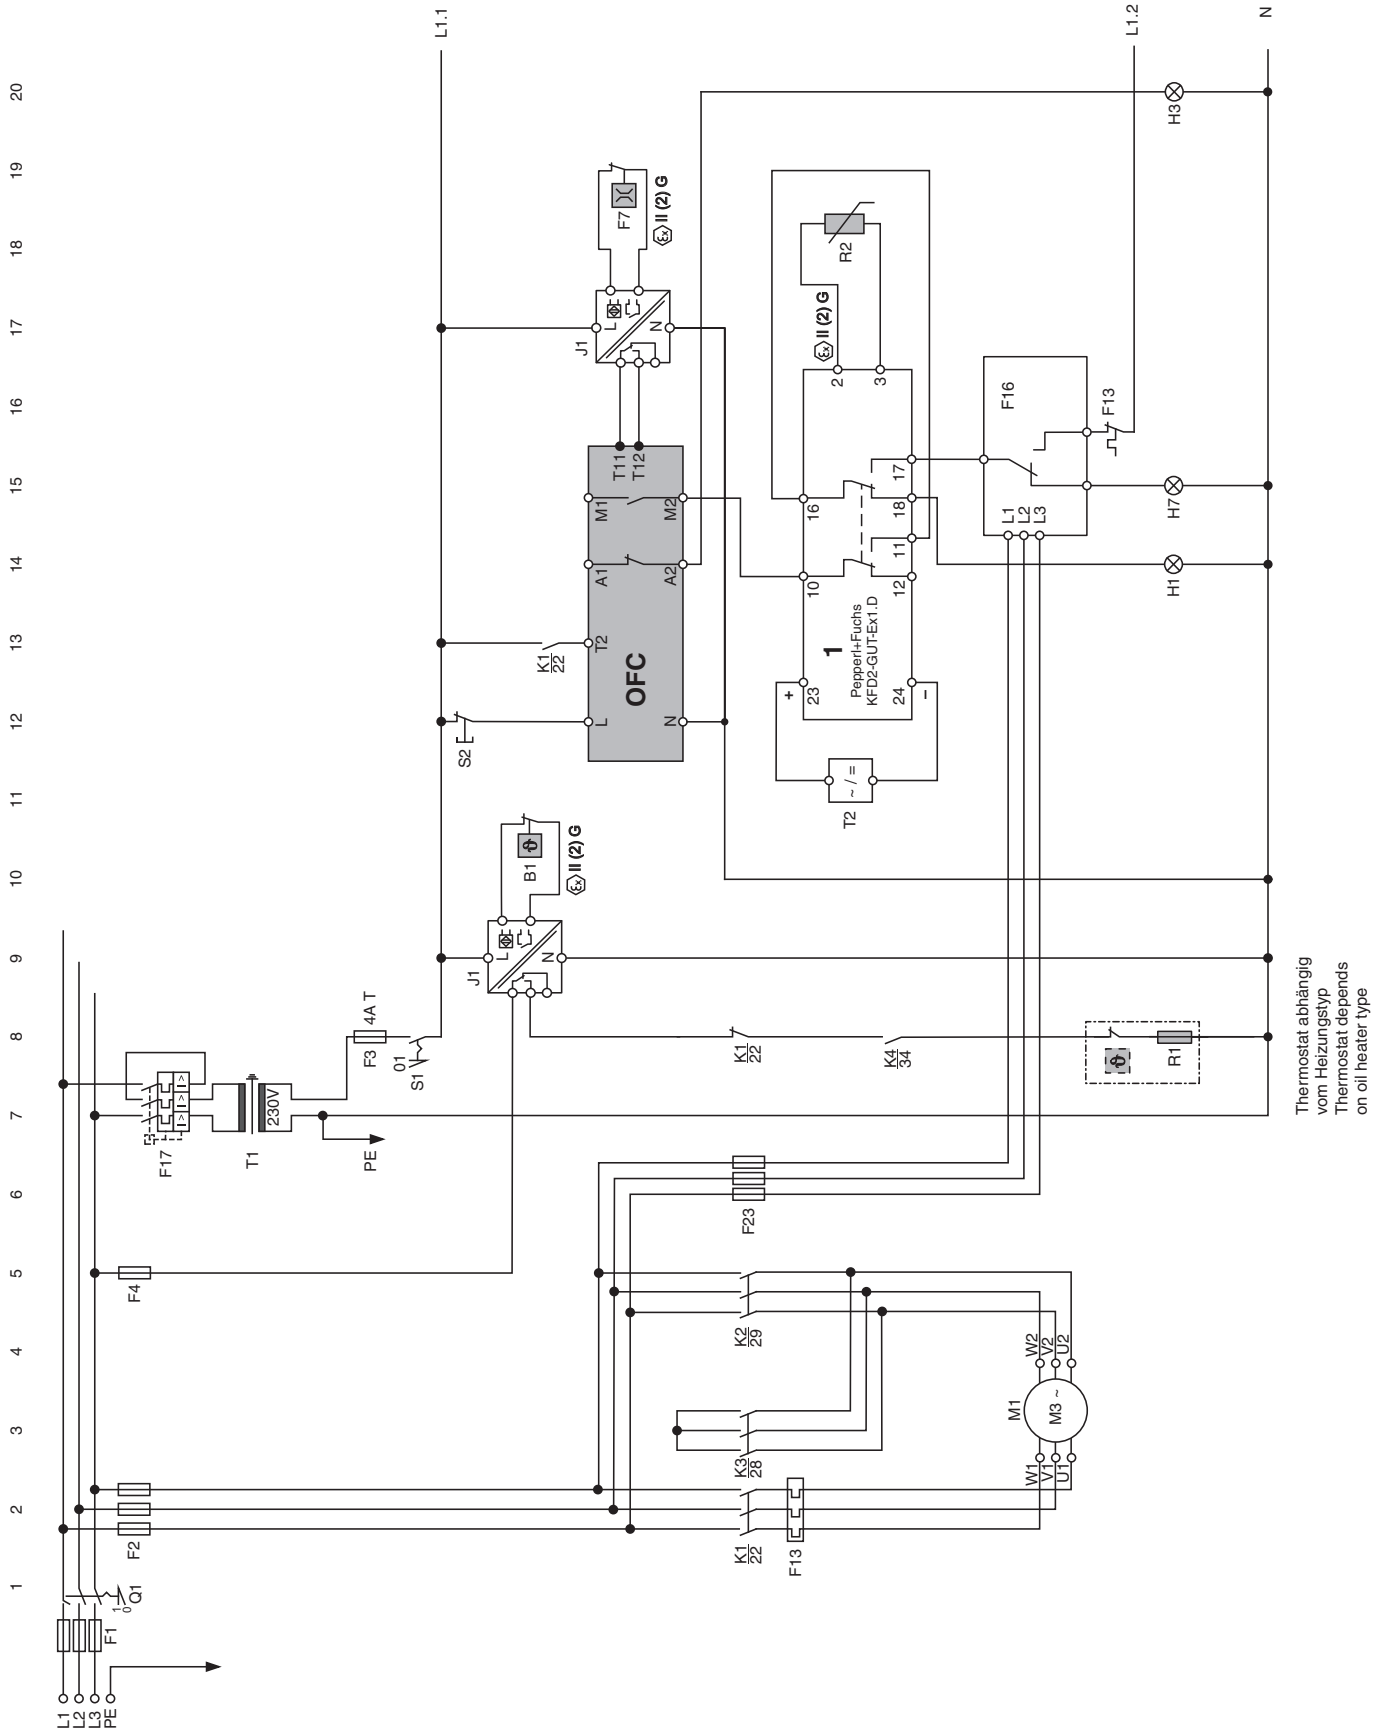 1 2 3 4 5 6 7 8 9 10 11 12 13 14 15 16 17 18 19 20
L1
L2
L3
PE
F1
1
0
Q1
F2
F4
F17
I >
I >
I >
T1
230V
PE
F3
4A T
01
S1
L1.1
J1
L
N
B1
ϑ
Ex II (2) G
S2
K1
22
OFC
L
N
T2
A1
A2
M1
M2
T11
T12
J1
L
N
F7
Ex II (2) G
K1
22
F13
K3
28
K2
29
F23
K1
22
K4
34
M1
M3 ~
W1
V1
U1
W2
V2
U2
T2
~ / =
+
23
24
–
1
Pepperl+Fuchs
KFD2-GUT-Ex1.D
10
12
11
16
18
17
2
3
Ex II (2) G
R2
F16
L1
L2
L3
F13
ϑ
R1
H1
H7
H3
L1.2
N
Thermostat abhängig
vom Heizungstyp
Thermostat depends
on oil heater type